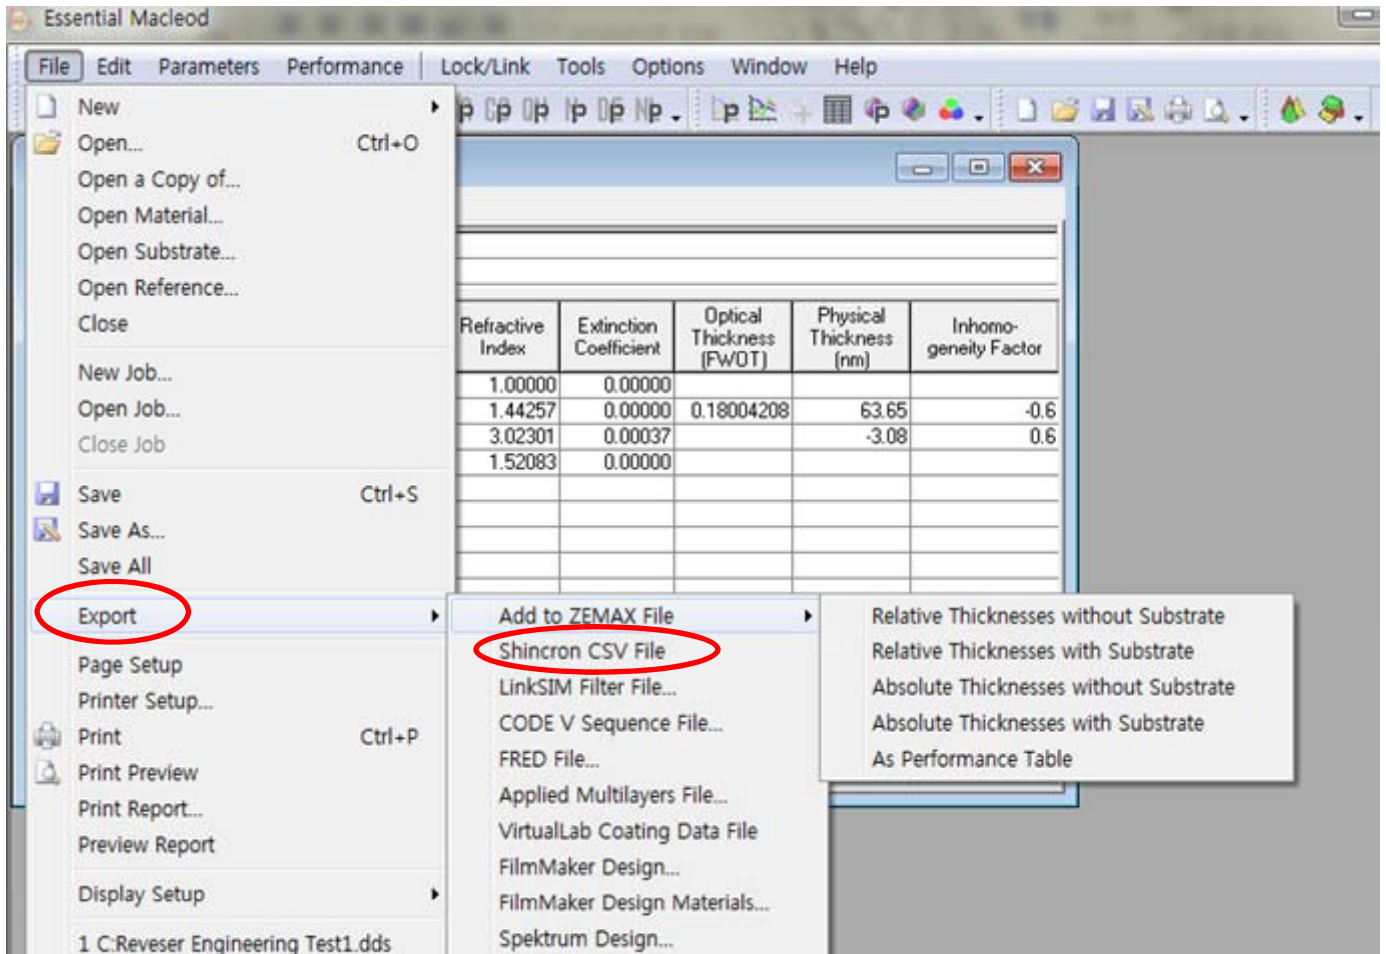 Essential Macleod
File Edit Parameters Performance Lock/Link Tools Options Window Help
New
Open... Ctrl+O
Open a Copy of...
Open Material...
Open Substrate...
Open Reference...
Close
New Job...
Open Job...
Close Job
Save Ctrl+S
Save As...
Save All
Export
Page Setup
Printer Setup...
Print Ctrl+P
Print Preview
Print Report...
Preview Report
Display Setup
1 C:Reveser Engineering Test1.dds
Refractive Index Extinction Coefficient Optical Thickness (FWOT) Physical Thickness (nm) Inhomo-geneity Factor
1.00000 0.00000
1.44257 0.00000 0.18004208 63.65 -0.6
3.02301 0.00037 -3.08 0.6
1.52083 0.00000
Add to ZEMAX File
Shincron CSV File
LinkSIM Filter File...
CODE V Sequence File...
FRED File...
Applied Multilayers File...
VirtualLab Coating Data File
FilmMaker Design...
FilmMaker Design Materials...
Spektrum Design...
Relative Thicknesses without Substrate
Relative Thicknesses with Substrate
Absolute Thicknesses without Substrate
Absolute Thicknesses with Substrate
As Performance Table